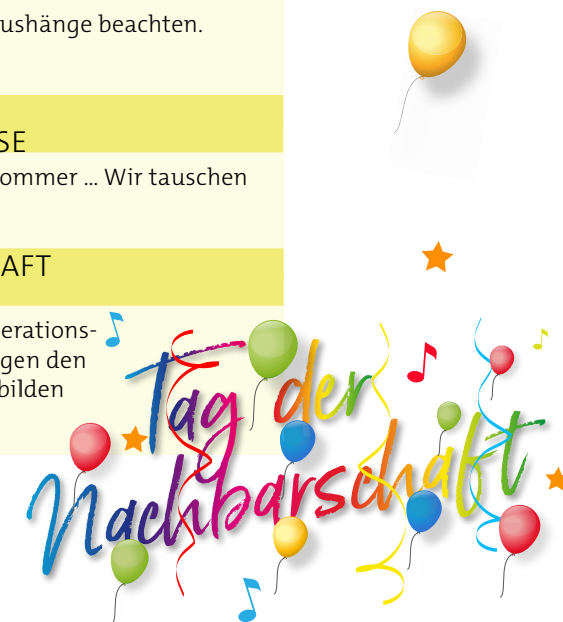 ushänge beachten.
SE
ommer ... Wir tauschen
AFT
erations-
gen den
bilden
Tag der
Nachbarschaft